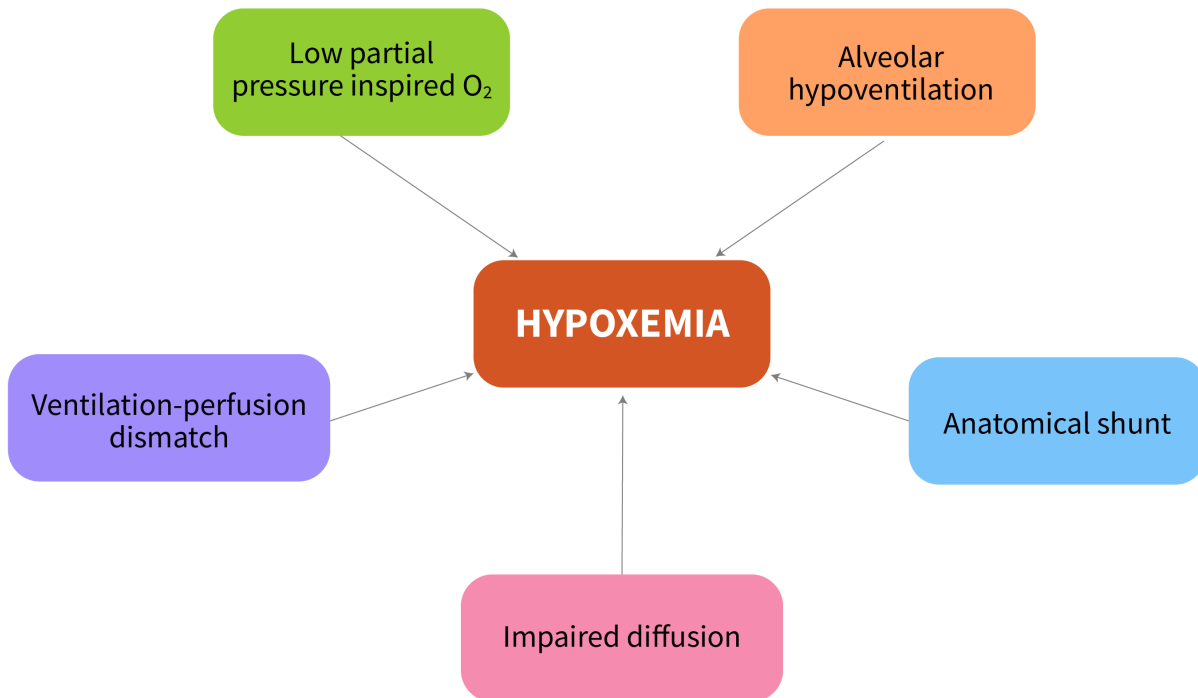 Low partial
pressure inspired O₂
Alveolar
hypoventilation
HYPOXEMIA
Ventilation-perfusion
dismatch
Anatomical shunt
Impaired diffusion